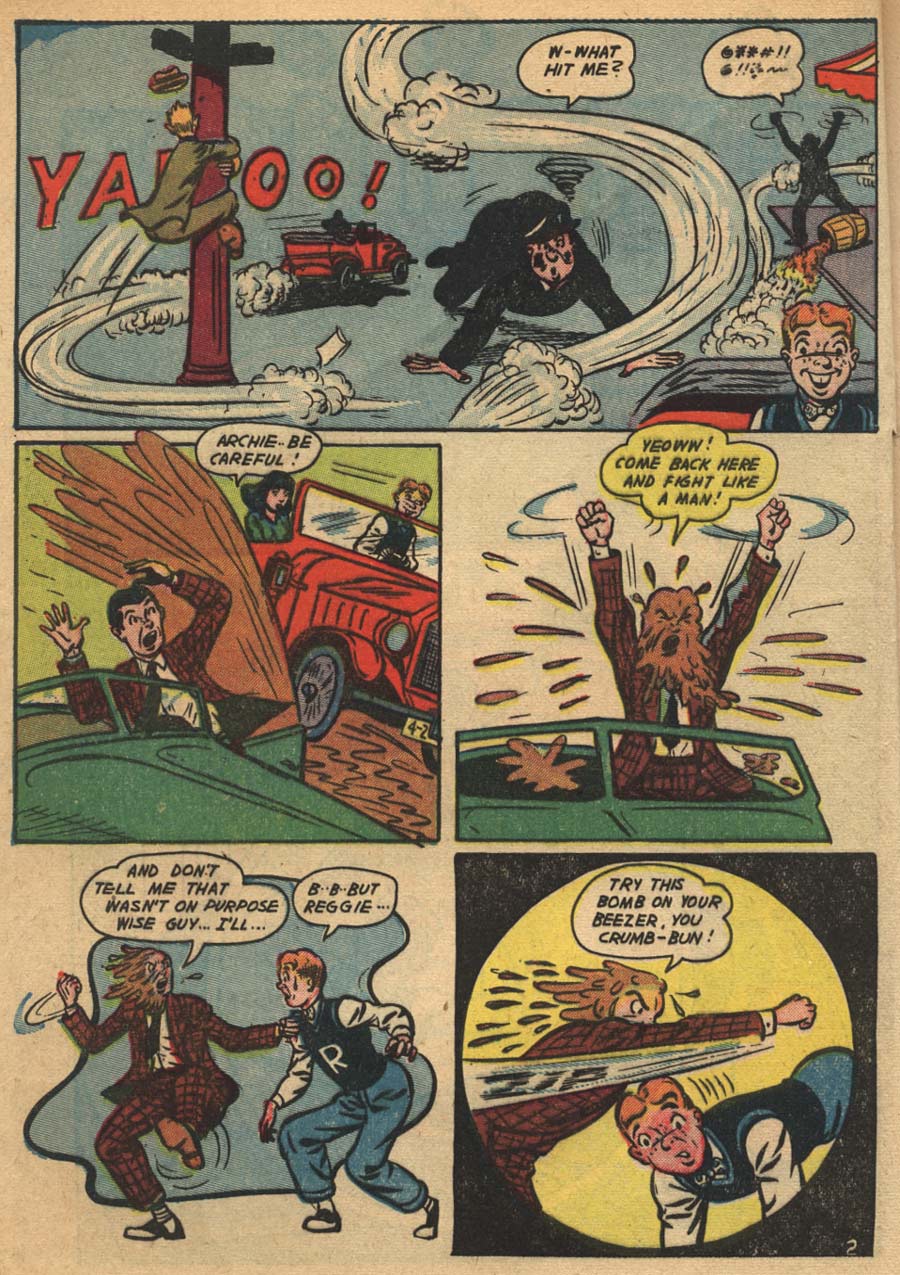 YAHOO!
W-WHAT
HIT ME?
@**#!!
ARCHIE-- BE
CAREFUL!
4-2
YEOWW!
COME BACK HERE
AND FIGHT LIKE
A MAN!
AND DON'T
TELL ME THAT
WASN'T ON PURPOSE
WISE GUY... I'LL...
B--B--BUT
REGGIE ...
R
TRY THIS
BOMB ON YOUR
BEEZER, YOU
CRUMB-BUN!
2